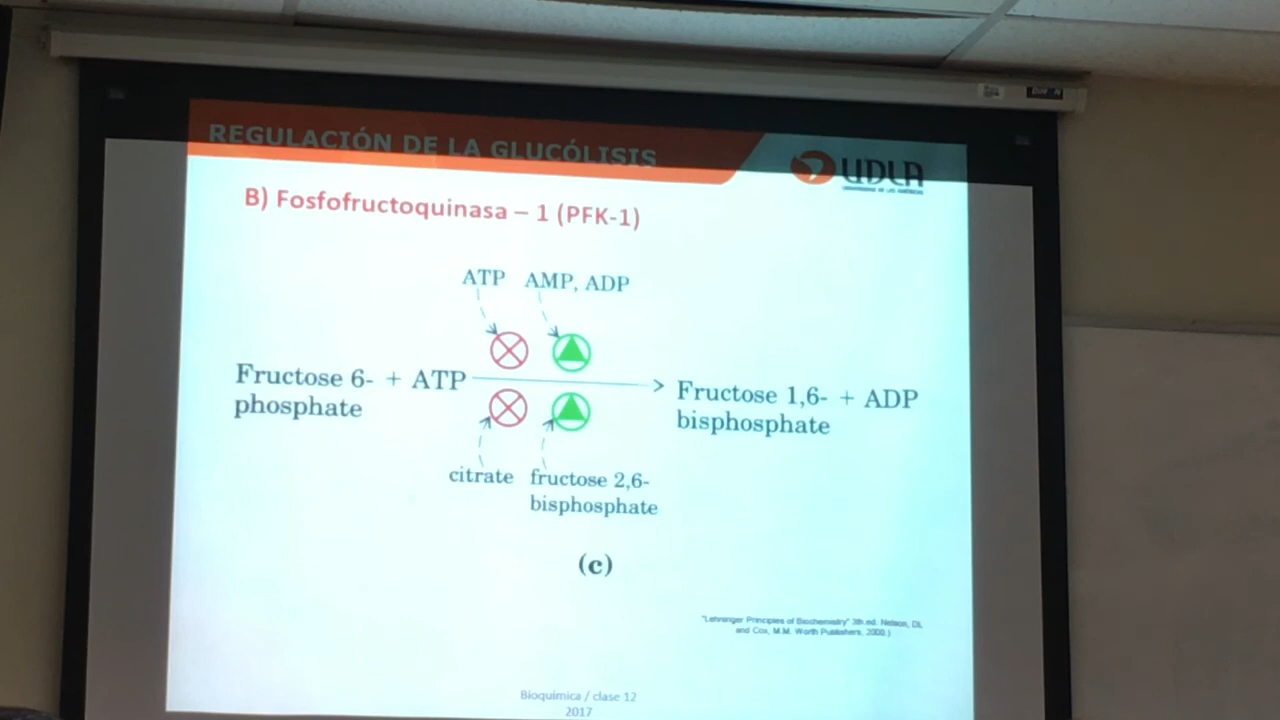 REGULACIÓN DE LA GLUCÓLISIS
UDLA
B) Fosfofructoquinasa – 1 (PFK-1)
ATP AMP, ADP
Fructose 6- + ATP
phosphate
Fructose 1,6- + ADP
bisphosphate
citrate
fructose 2,6-
bisphosphate
(c)
"Lehninger Principles of Biochemistry" 3th ed. Nelson, DL
and Cox, M.M. Worth Publishers, 2000.)
Bioquímica / clase 12
2017